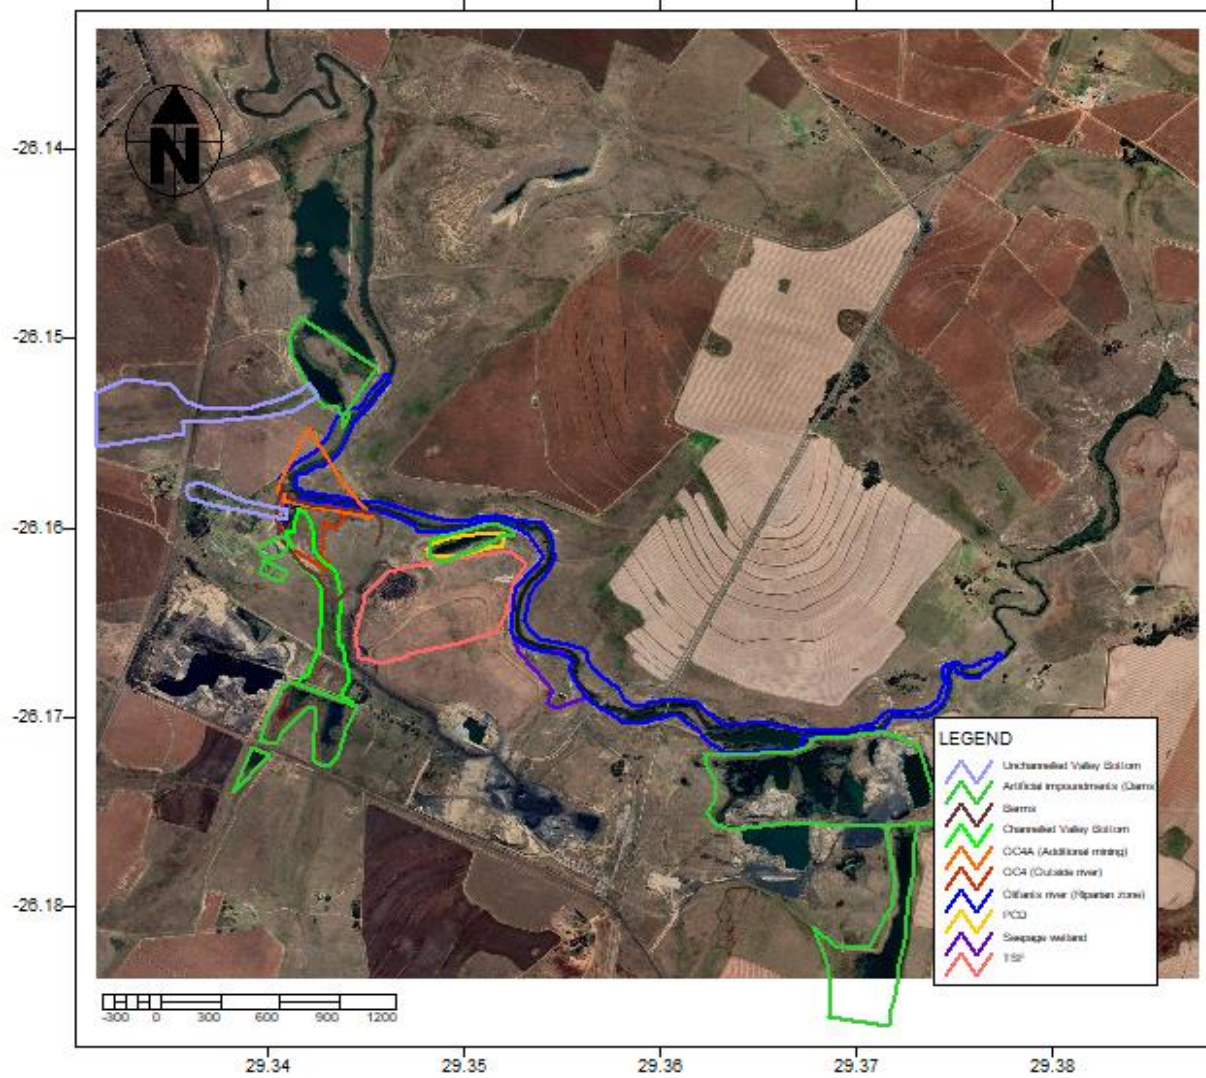 N
-26.14
-26.15
-26.16
-26.17
-26.18
LEGEND
Unchannelled Valley Bottom
Artificial impoundments (Dams
Berms
Channelled Valley Bottom
OC4A (Additional mining)
OC4 (Outside river)
Olifants river (Riparian zone)
PCD
Seepage wetland
TSF
-300 0 300 600 900 1200
29.34 29.35 29.36 29.37 29.38